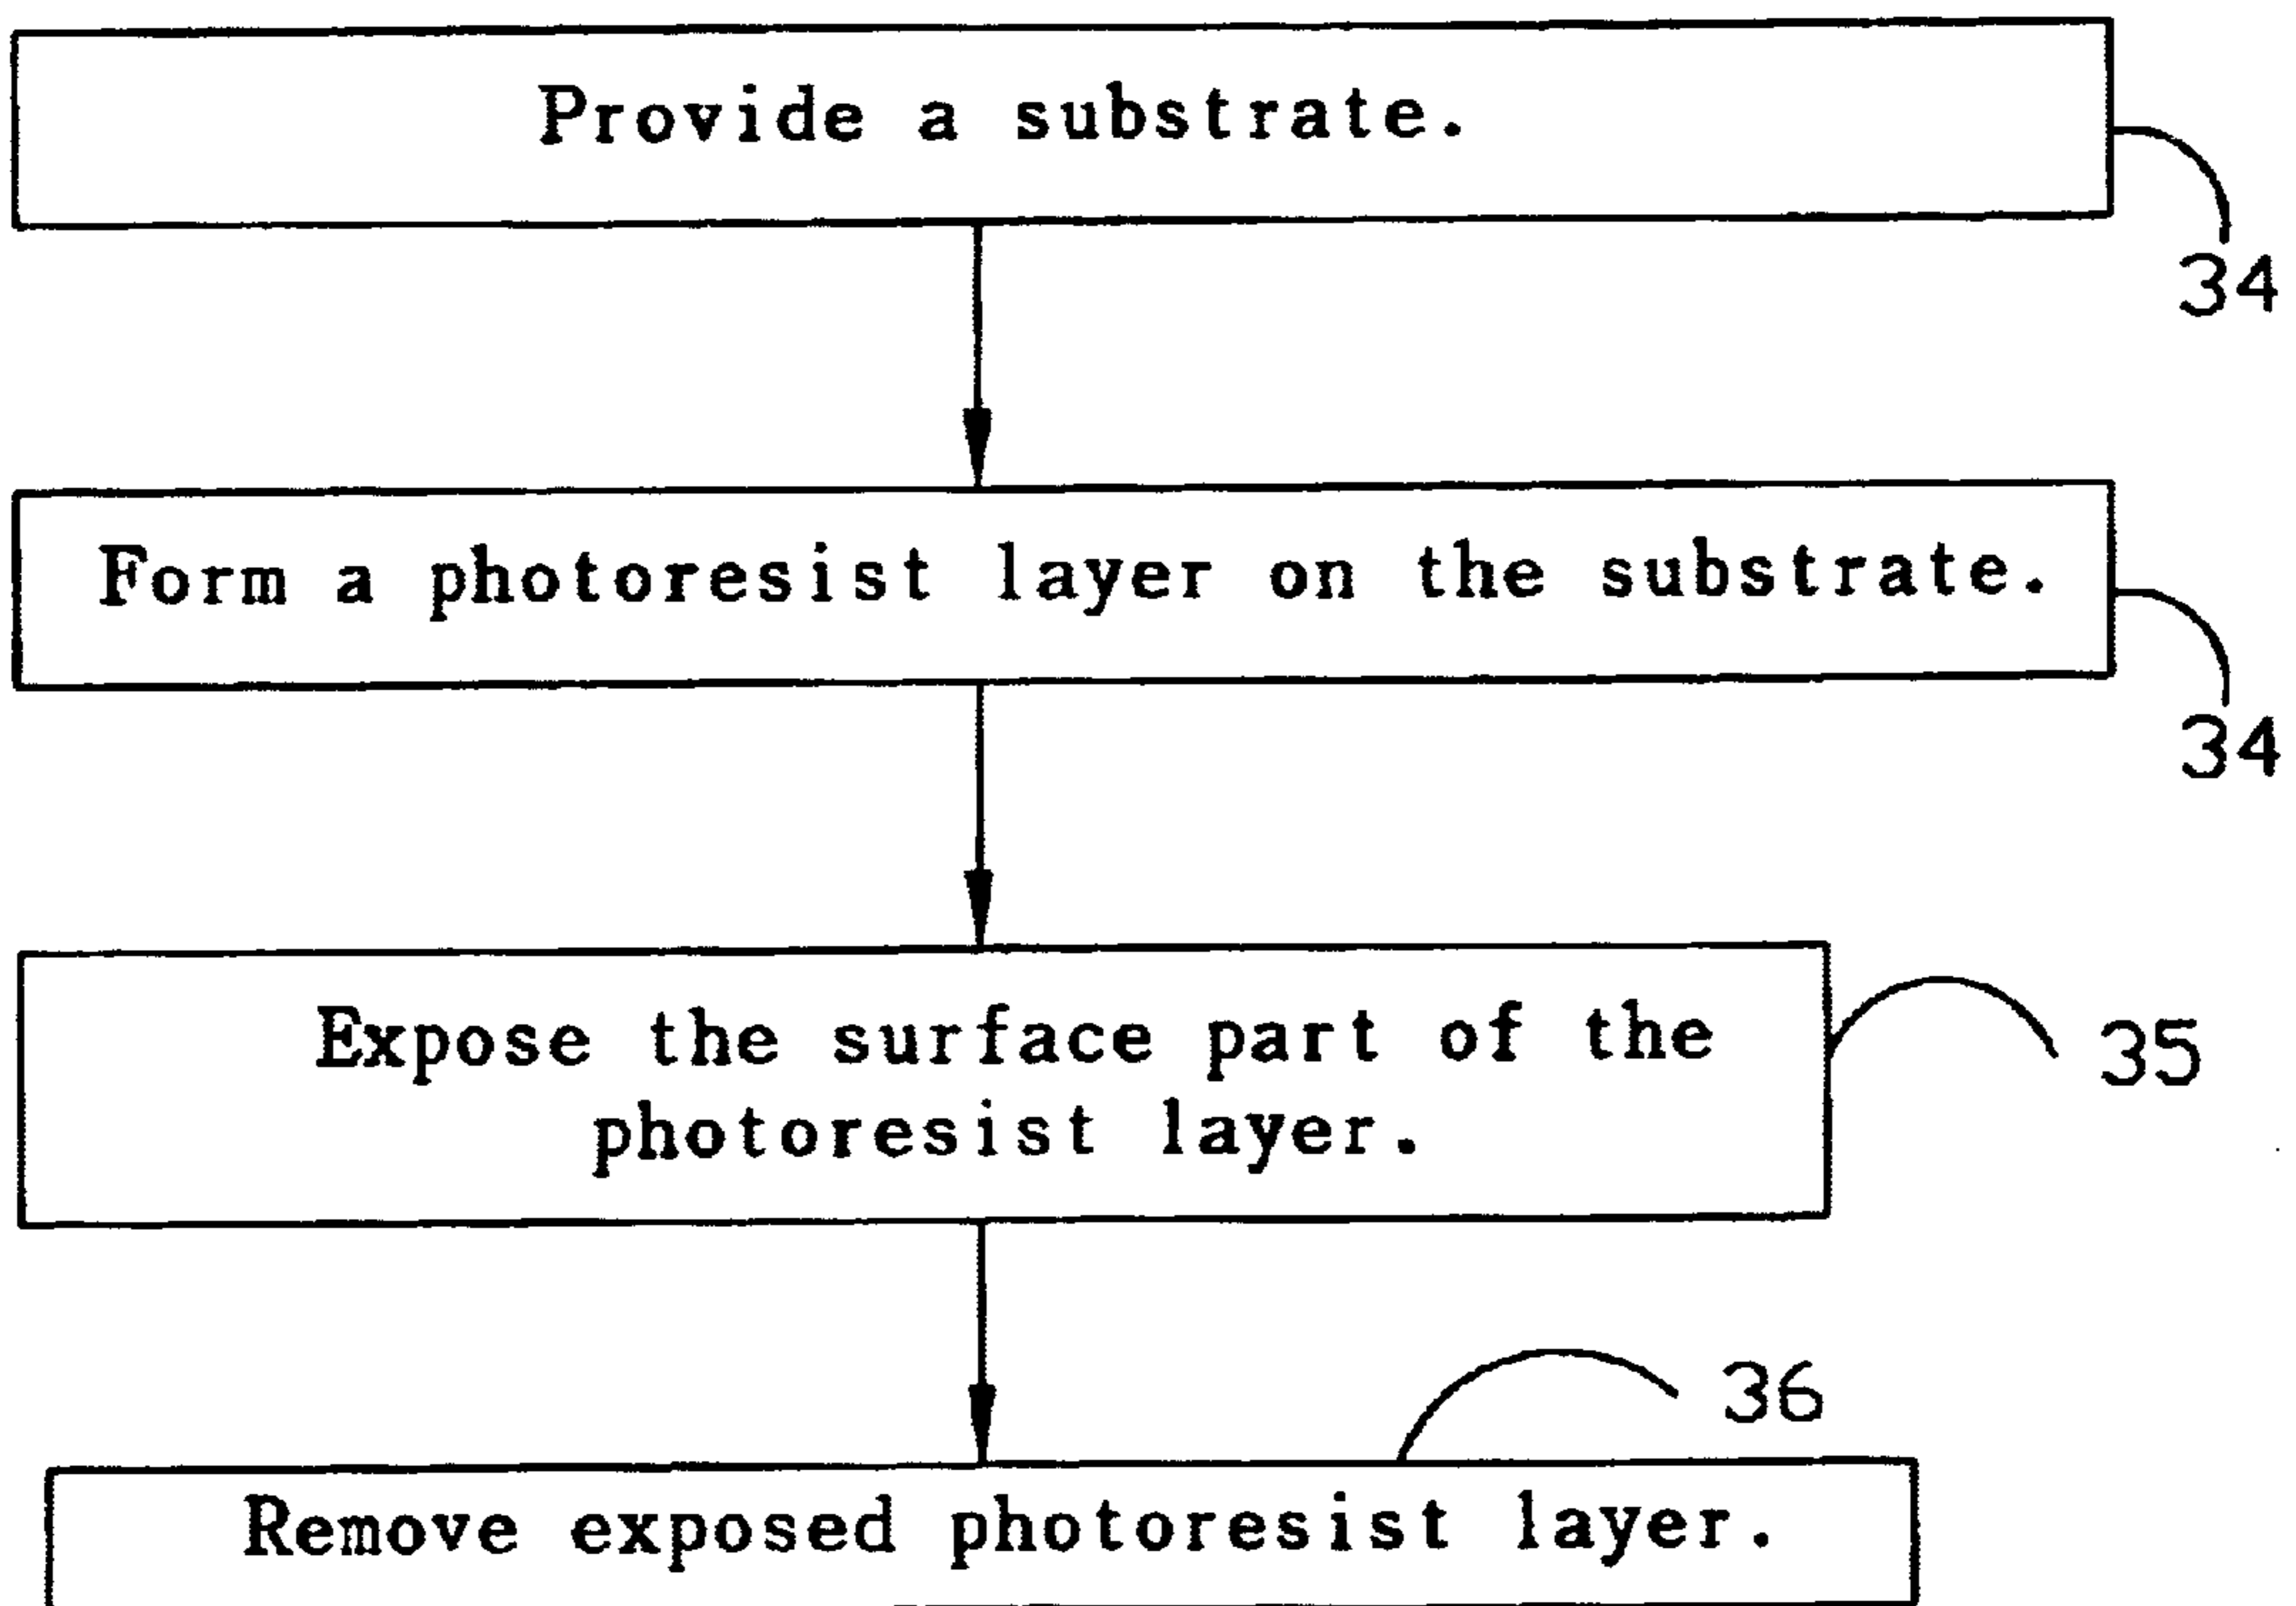 Provide a substrate.
34
Form a photoresist layer on the substrate.
34
Expose the surface part of the
photoresist layer.
35
36
Remove exposed photoresist layer.